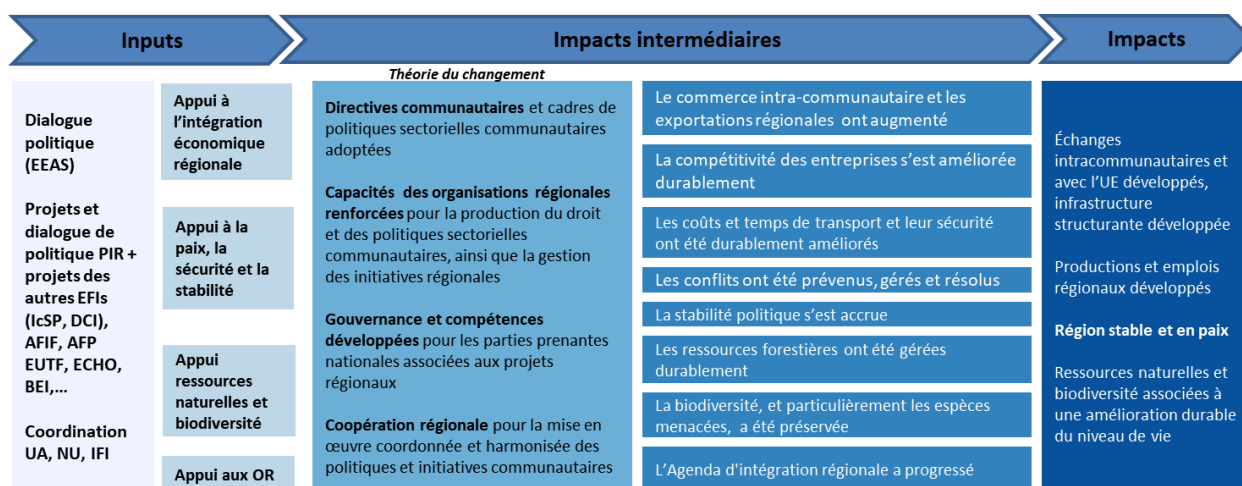 Inputs
Impacts intermédiaires
Impacts
Théorie du changement
Dialogue
politique
(EEAS)
Projets et
dialogue de
politique PIR +
projets des
autres EFIs
(IcSP, DCI),
AFIF, AFP
EUTF, ECHO,
BEI,...
Coordination
UA, NU, IFI
Appui à
l'intégration
économique
régionale
Appui à la
paix, la
sécurité et la
stabilité
Appui
ressources
naturelles et
biodiversité
Appui aux OR
Directives communautaires et cadres de
politiques sectorielles communautaires
adoptées
Capacités des organisations régionales
renforcées pour la production du droit
et des politiques sectorielles
communautaires, ainsi que la gestion
des initiatives régionales
Gouvernance et compétences
développées pour les parties prenantes
nationales associées aux projets
régionaux
Coopération régionale pour la mise en
œuvre coordonnée et harmonisée des
politiques et initiatives communautaires
Le commerce intra-communautaire et les
exportations régionales ont augmenté
La compétitivité des entreprises s'est améliorée
durablement
Les coûts et temps de transport et leur sécurité
ont été durablement améliorés
Les conflits ont été prévenus, gérés et résolus
La stabilité politique s'est accrue
Les ressources forestières ont été gérées
durablement
La biodiversité, et particulièrement les espèces
menacées, a été préservée
L'Agenda d'intégration régionale a progressé
Échanges
intracommunautaires et
avec l'UE développés,
infrastructure
structurante développée
Productions et emplois
régionaux développés
Région stable et en paix
Ressources naturelles et
biodiversité associées à
une amélioration durable
du niveau de vie